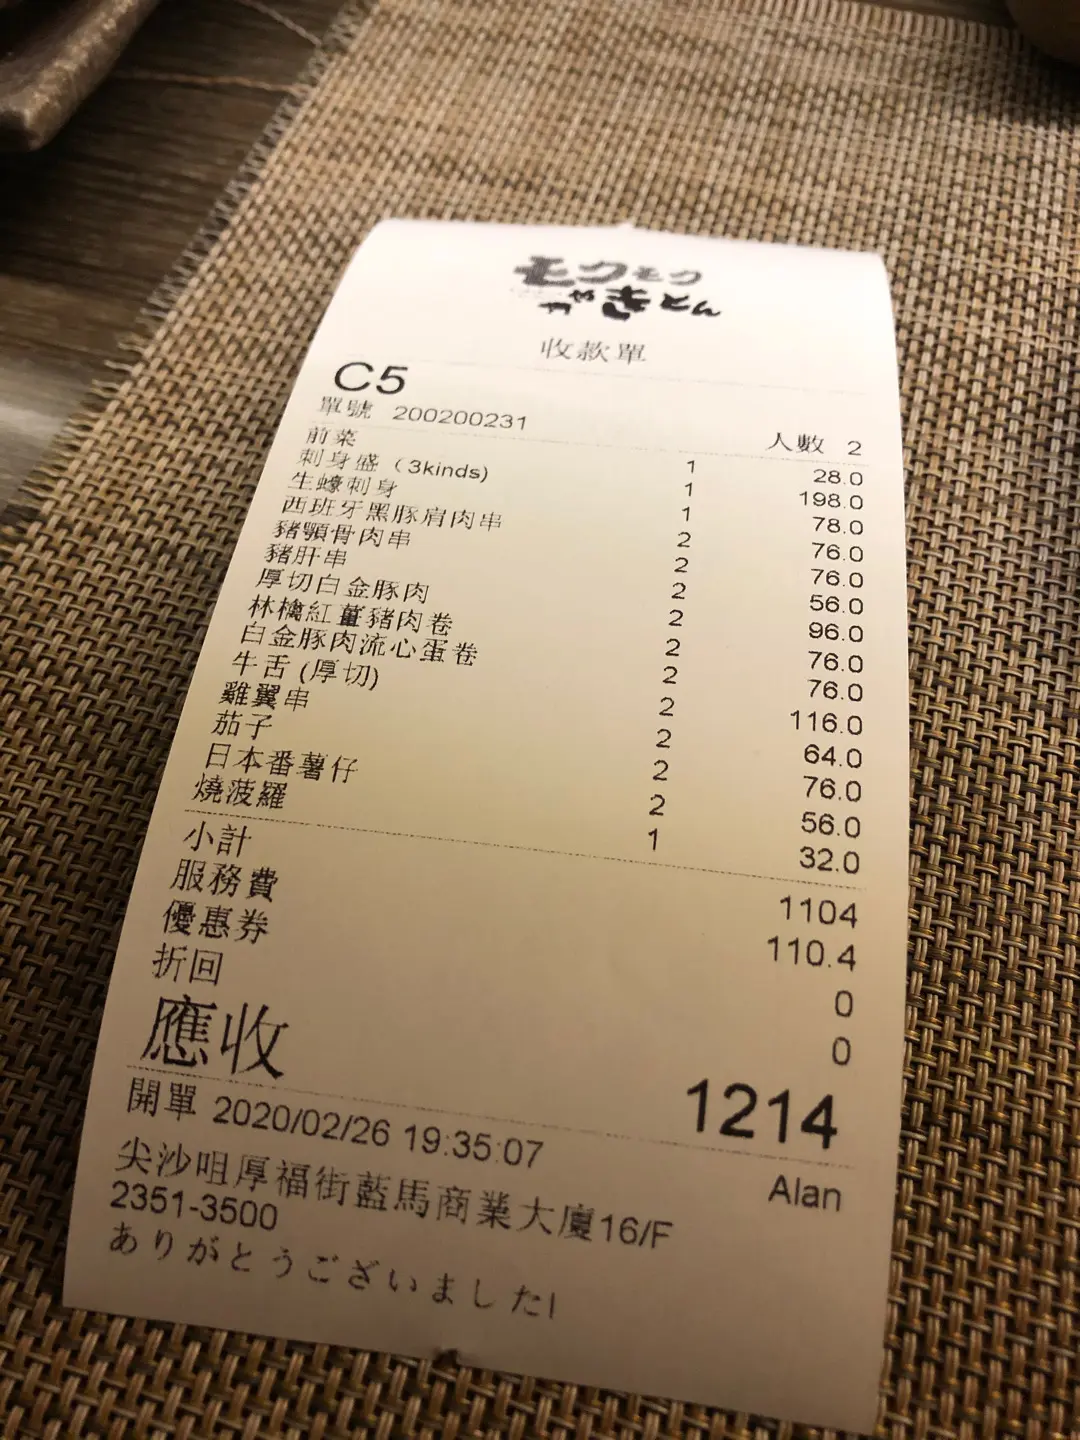 モクモク
やきとん
收款單
C5
單號 200200231 人數 2
前菜 1 28.0
刺身盛 (3kinds) 1 198.0
生蠔刺身 1 78.0
西班牙黑豚肩肉串 2 76.0
豬顎骨肉串 2 76.0
豬肝串 2 56.0
厚切白金豚肉 2 96.0
林檎紅薑豬肉卷 2 76.0
白金豚肉流心蛋卷 2 76.0
牛舌 (厚切) 2 116.0
雞翼串 2 64.0
茄子 2 76.0
日本番薯仔 2 56.0
燒菠羅 1 32.0
小計 1104
服務費 110.4
優惠券 0
折回 0
應收 1214
開單 2020/02/26 19:35:07 Alan
尖沙咀厚福街藍馬商業大廈16/F
2351-3500
ありがとうございました!